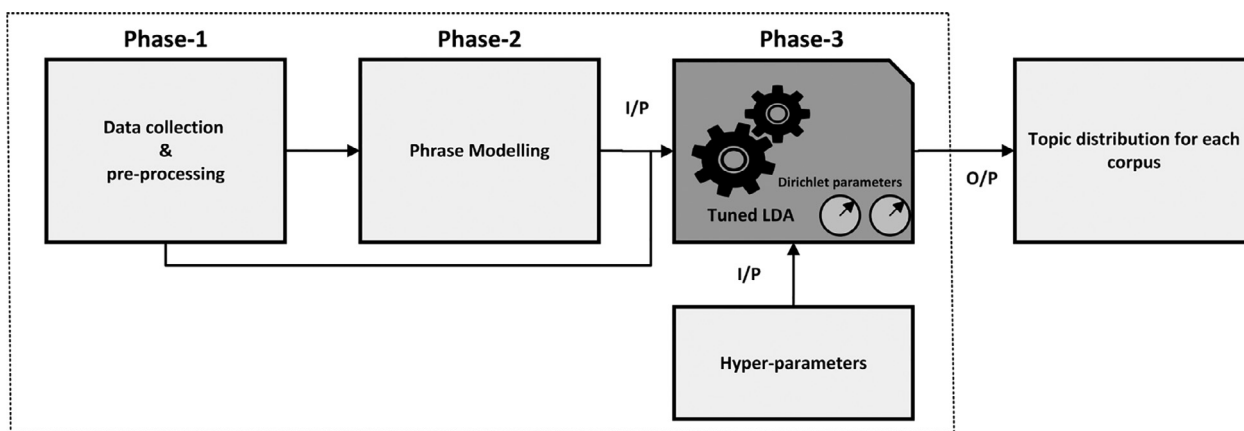 Phase-1
Phase-2
Phase-3
Data collection
&
pre-processing
Phrase Modelling
I/P
Dirichlet parameters
Tuned LDA
O/P
Topic distribution for each
corpus
I/P
Hyper-parameters